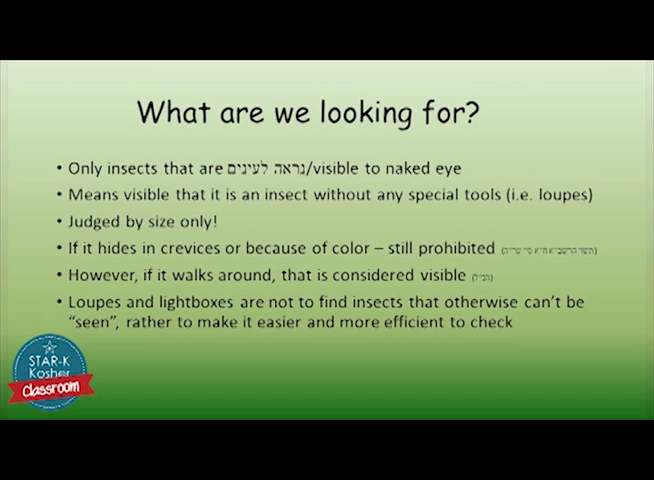 What are we looking for?
• Only insects that are נראה לעינים/visible to naked eye
• Means visible that it is an insect without any special tools (i.e. loupes)
• Judged by size only!
• If it hides in crevices or because of color – still prohibited
• However, if it walks around, that is considered visible
• Loupes and lightboxes are not to find insects that otherwise can't be
"seen", rather to make it easier and more efficient to check
STAR-K
Kosher
Classroom